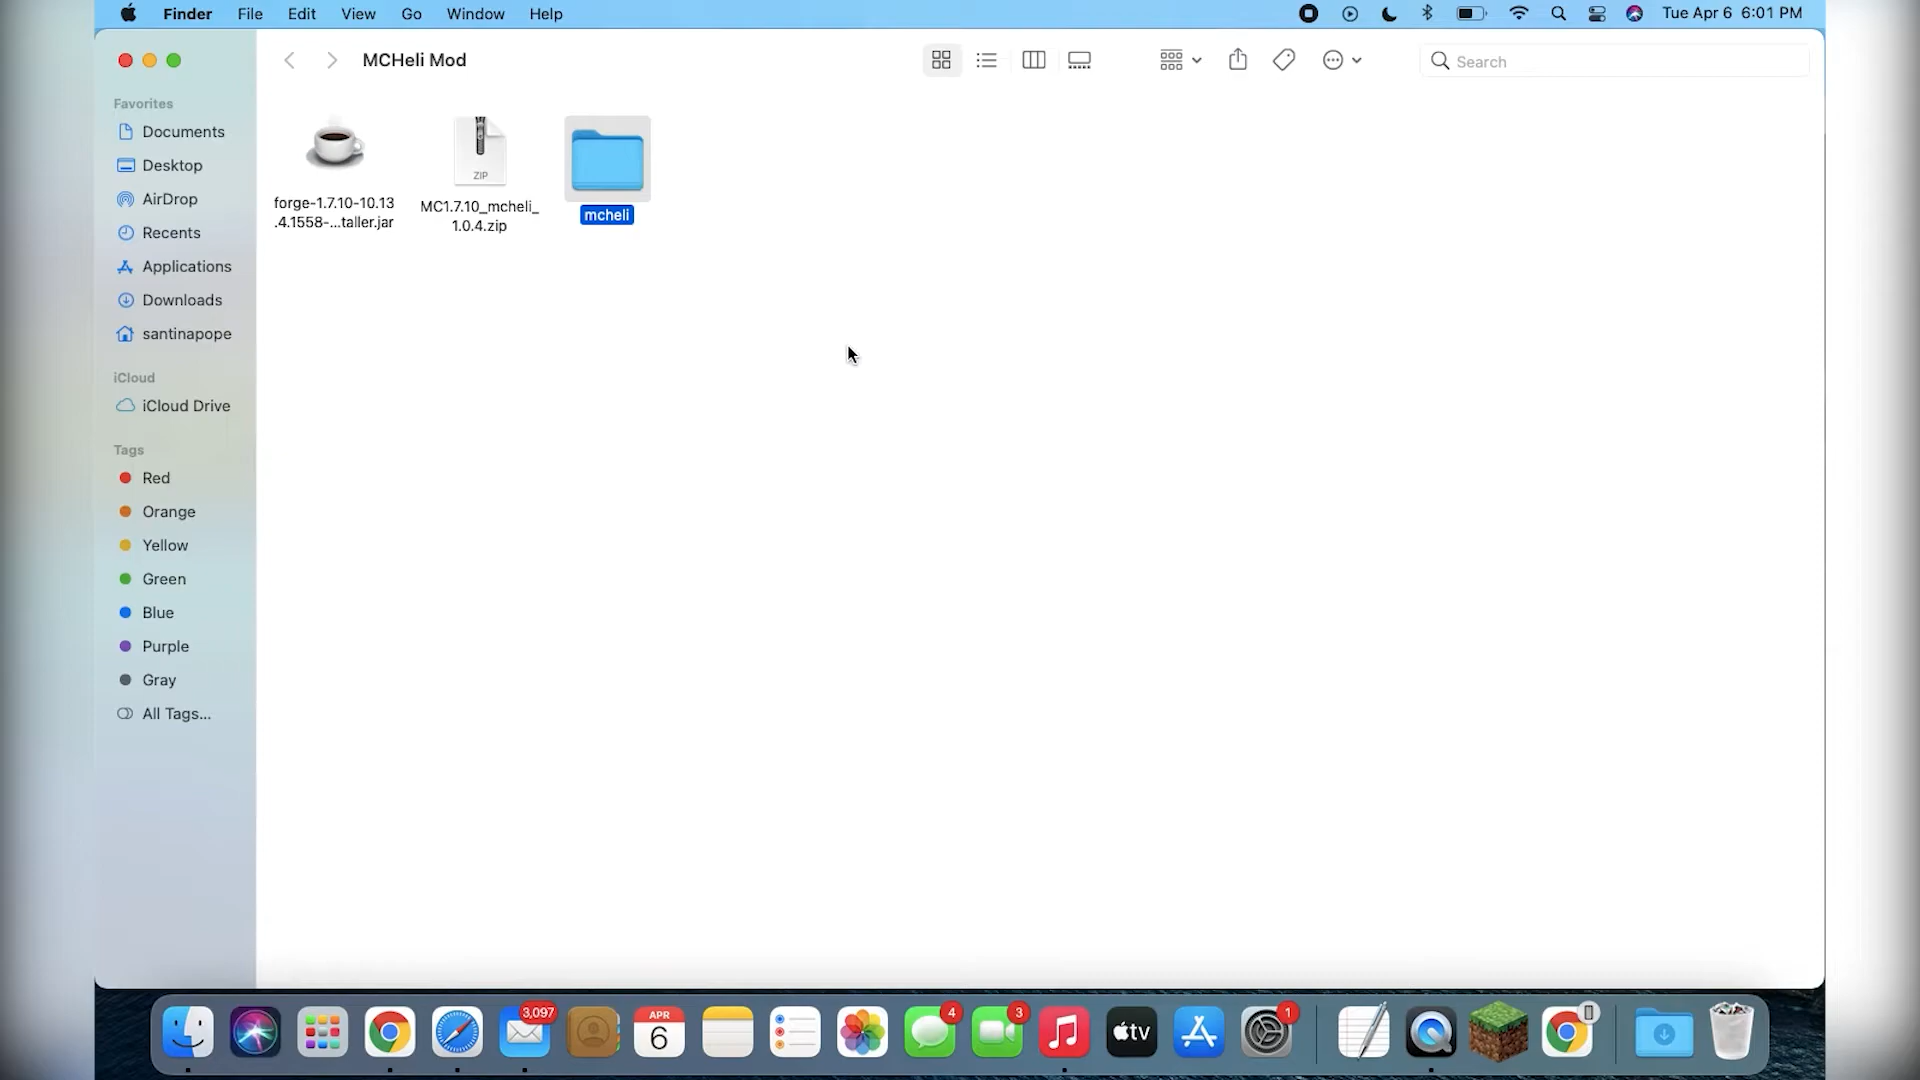 Finder File Edit View Go Window Help Tue Apr 6 6:01 PM
MCHeli Mod
Search
Favorites
Documents
Desktop
AirDrop
Recents
Applications
Downloads
santinapope
iCloud
iCloud Drive
Tags
Red
Orange
Yellow
Green
Blue
Purple
Gray
All Tags...
forge-1.7.10-10.13
.4.1558-...taller.jar
ZIP
MC1.7.10_mcheli_
1.0.4.zip
mcheli
3,097
APR
6
4
3
tv
1